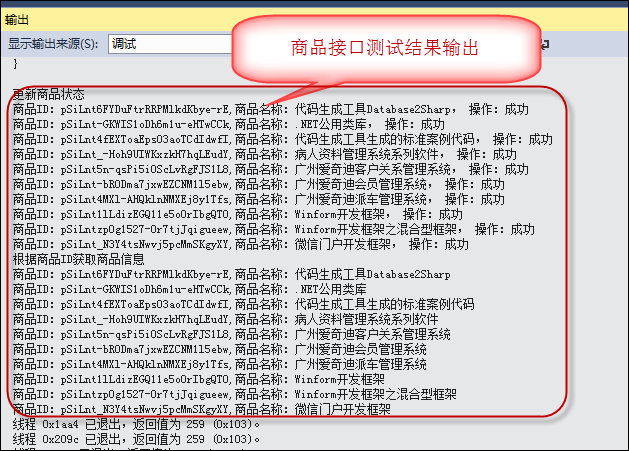 输出
显示输出来源(S): 调试
商品接口测试结果输出
}
重新商品状态
商品ID: pSiLnt6FYDuFtrRRPMlkdKbye-rE,商品名称: 代码生成工具Database2Sharp, 操作: 成功
商品ID: pSiLnt-GKWIS1oDh6m1u-eHTwCCk,商品名称: .NET公用类库, 操作: 成功
商品ID: pSiLnt4fEXToaEpsO3aoTCdIdwfI,商品名称: 代码生成工具生成的标准案例代码, 操作: 成功
商品ID: pSiLnt_-Moh9UIWKxzkH7hqLEudY,商品名称: 病人资料管理系统系列软件, 操作: 成功
商品ID: pSiLnt5n-qsPi5iOScLvRgFJS1L8,商品名称: 广州爱奇迪客户关系管理系统, 操作: 成功
商品ID: pSiLnt-bRODma7jxwEZCNM1l5ebw,商品名称: 广州爱奇迪会员管理系统, 操作: 成功
商品ID: pSiLnt4MXl-AHQklnNMXEj8ylTfs,商品名称: 广州爱奇迪派车管理系统, 操作: 成功
商品ID: pSiLnt1lLdizEGQ11e5oOrIbgQTO,商品名称: Winform开发框架, 操作: 成功
商品ID: pSiLntzpOg1527-Or7tjJqigueew,商品名称: Winform开发框架之混合型框架, 操作: 成功
商品ID: pSiLnt_N3Y4tsNwvj5pcMmSKgyXY,商品名称: 微信门户开发框架, 操作: 成功
根据商品ID获取商品信息
商品ID: pSiLnt6FYDuFtrRRPMlkdKbye-rE,商品名称: 代码生成工具Database2Sharp
商品ID: pSiLnt-GKWIS1oDh6m1u-eHTwCCk,商品名称: .NET公用类库
商品ID: pSiLnt4fEXToaEpsO3aoTCdIdwfI,商品名称: 代码生成工具生成的标准案例代码
商品ID: pSiLnt_-Moh9UIWKxzkH7hqLEudY,商品名称: 病人资料管理系统系列软件
商品ID: pSiLnt5n-qsPi5iOScLvRgFJS1L8,商品名称: 广州爱奇迪客户关系管理系统
商品ID: pSiLnt-bRODma7jxwEZCNM1l5ebw,商品名称: 广州爱奇迪会员管理系统
商品ID: pSiLnt4MXl-AHQklnNMXEj8ylTfs,商品名称: 广州爱奇迪派车管理系统
商品ID: pSiLnt1lLdizEGQ11e5oOrIbgQTO,商品名称: Winform开发框架
商品ID: pSiLntzpOg1527-Or7tjJqigueew,商品名称: Winform开发框架之混合型框架
商品ID: pSiLnt_N3Y4tsNwvj5pcMmSKgyXY,商品名称: 微信门户开发框架
线程 0x1aa4 已退出，返回值为 259 (0x103)。
线程 0x209c 已退出，返回值为 259 (0x103)。